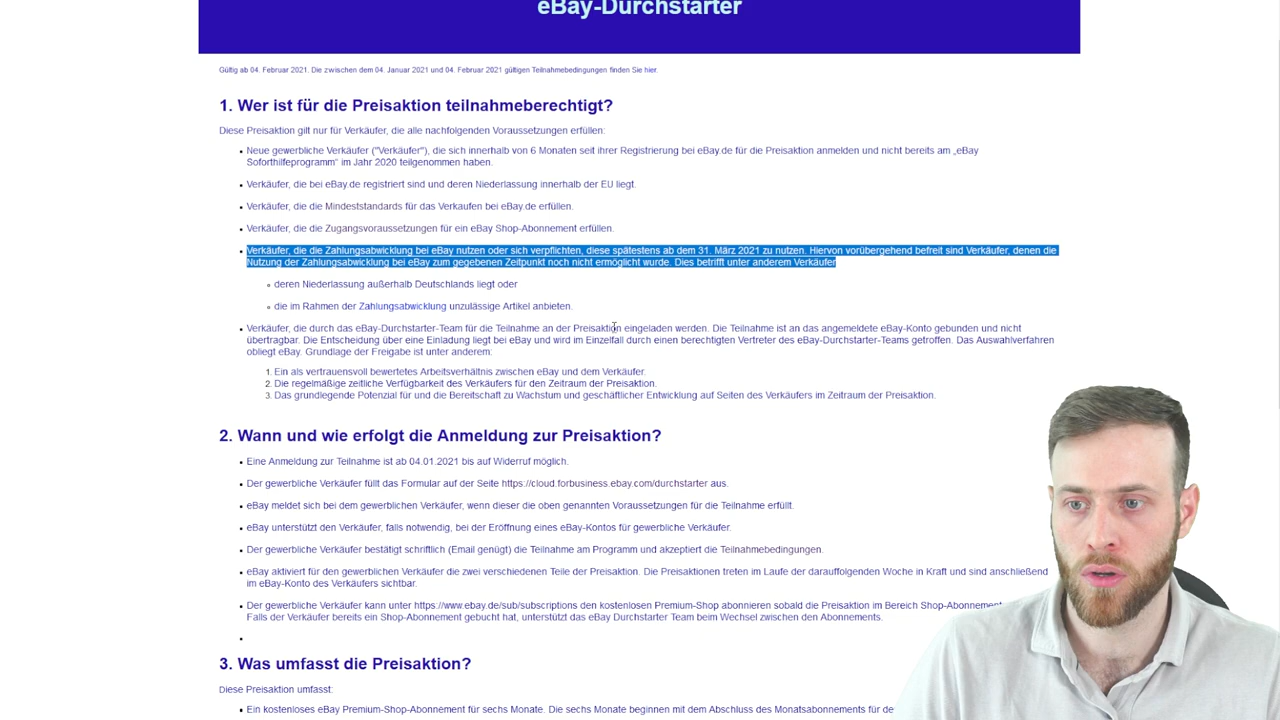 eBay-Durchstarter
Gültig ab 04. Februar 2021. Die zwischen dem 04. Januar 2021 und 04. Februar 2021 gültigen Teilnahmebedingungen finden Sie hier.
1. Wer ist für die Preisaktion teilnahmeberechtigt?
Diese Preisaktion gilt nur für Verkäufer, die alle nachfolgenden Voraussetzungen erfüllen:
Neue gewerbliche Verkäufer ("Verkäufer"), die sich innerhalb von 6 Monaten seit ihrer Registrierung bei eBay.de für die Preisaktion anmelden und nicht bereits am „eBay
Soforthilfeprogramm“ im Jahr 2020 teilgenommen haben.
Verkäufer, die bei eBay.de registriert sind und deren Niederlassung innerhalb der EU liegt.
Verkäufer, die die Mindeststandards für das Verkaufen bei eBay.de erfüllen.
Verkäufer, die die Zugangsvoraussetzungen für ein eBay Shop-Abonnement erfüllen.
Verkäufer, die die Zahlungsabwicklung bei eBay nutzen oder sich verpflichten, diese spätestens ab dem 31. März 2021 zu nutzen. Hiervon vorübergehend befreit sind Verkäufer, denen die
Nutzung der Zahlungsabwicklung bei eBay zum gegebenen Zeitpunkt noch nicht ermöglicht wurde. Dies betrifft unter anderem Verkäufer
deren Niederlassung außerhalb Deutschlands liegt oder
die im Rahmen der Zahlungsabwicklung unzulässige Artikel anbieten.
Verkäufer, die durch das eBay-Durchstarter-Team für die Teilnahme an der Preisaktion eingeladen werden. Die Teilnahme ist an das angemeldete eBay-Konto gebunden und nicht
übertragbar. Die Entscheidung über eine Einladung liegt bei eBay und wird im Einzelfall durch einen berechtigten Vertreter des eBay-Durchstarter-Teams getroffen. Das Auswahlverfahren
obliegt eBay. Grundlage der Freigabe ist unter anderem:
1. Ein als vertrauensvoll bewertetes Arbeitsverhältnis zwischen eBay und dem Verkäufer.
2. Die regelmäßige zeitliche Verfügbarkeit des Verkäufers für den Zeitraum der Preisaktion.
3. Das grundlegende Potenzial für und die Bereitschaft zu Wachstum und geschäftlicher Entwicklung auf Seiten des Verkäufers im Zeitraum der Preisaktion.
2. Wann und wie erfolgt die Anmeldung zur Preisaktion?
Eine Anmeldung zur Teilnahme ist ab 04.01.2021 bis auf Widerruf möglich.
Der gewerbliche Verkäufer füllt das Formular auf der Seite https://cloud.forbusiness.ebay.com/durchstarter aus.
eBay meldet sich bei dem gewerblichen Verkäufer, wenn dieser die oben genannten Voraussetzungen für die Teilnahme erfüllt.
eBay unterstützt den Verkäufer, falls notwendig, bei der Eröffnung eines eBay-Kontos für gewerbliche Verkäufer.
Der gewerbliche Verkäufer bestätigt schriftlich (Email genügt) die Teilnahme am Programm und akzeptiert die Teilnahmebedingungen.
eBay aktiviert für den gewerblichen Verkäufer die zwei verschiedenen Teile der Preisaktion. Die Preisaktionen treten im Laufe der darauffolgenden Woche in Kraft und sind anschließend
im eBay-Konto des Verkäufers sichtbar.
Der gewerbliche Verkäufer kann unter https://www.ebay.de/sub/subscriptions den kostenlosen Premium-Shop abonnieren sobald die Preisaktion im Bereich Shop-Abonnement
Falls der Verkäufer bereits ein Shop-Abonnement gebucht hat, unterstützt das eBay Durchstarter Team beim Wechsel zwischen den Abonnements.
3. Was umfasst die Preisaktion?
Diese Preisaktion umfasst:
Ein kostenloses eBay Premium-Shop-Abonnement für sechs Monate. Die sechs Monate beginnen mit dem Abschluss des Monatsabonnements für